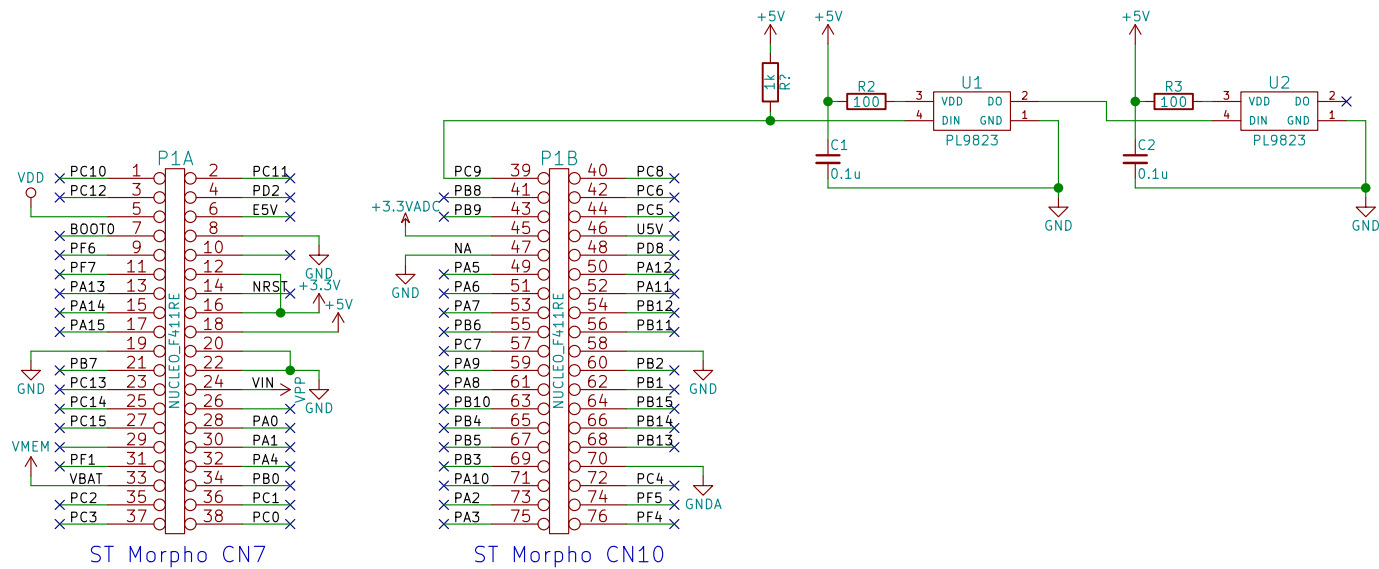 +5V +5V +5V
1k R?
R2 100
U1
3 VDD DO 2
4 DIN GND 1
PL9823
R3 100
U2
3 VDD DO 2
4 DIN GND 1
PL9823
C1
0.1u
C2
0.1u
GND GND
P1A
NUCLEO_F411RE
PC10 1 2 PC11
VDD
PC12 3 4 PD2
5 6 E5V
BOOT0 7 8
PF6 9 10
GND
PF7 11 12
PA13 13 14 NRST
+3.3V
PA14 15 16
+5V
PA15 17 18
19 20
GND
PB7 21 22
PC13 23 24 VIN
VPP
GND
PC14 25 26
PC15 27 28 PA0
VMEM
29 30 PA1
PF1 31 32 PA4
VBAT 33 34 PB0
PC2 35 36 PC1
PC3 37 38 PC0
ST Morpho CN7
P1B
NUCLEO_F411RE
PC9 39 40 PC8
PB8 41 42 PC6
+3.3VADC
PB9 43 44 PC5
45 46 U5V
NA 47 48 PD8
GND
PA5 49 50 PA12
PA6 51 52 PA11
PA7 53 54 PB12
PB6 55 56 PB11
PC7 57 58
PA9 59 60 PB2
GND
PA8 61 62 PB1
PB10 63 64 PB15
PB4 65 66 PB14
PB5 67 68 PB13
PB3 69 70
PA10 71 72 PC4
PA2 73 74 PF5
GNDA
PA3 75 76 PF4
ST Morpho CN10